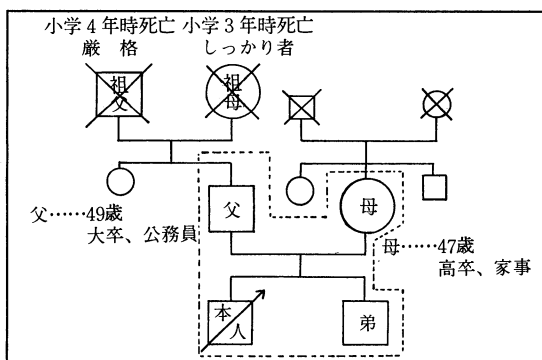 小学4年時死亡 小学3年時死亡
厳格 しっかり者
祖父
祖母
父
母
父……49歳
大卒、公務員
母……47歳
高卒、家事
本人
弟